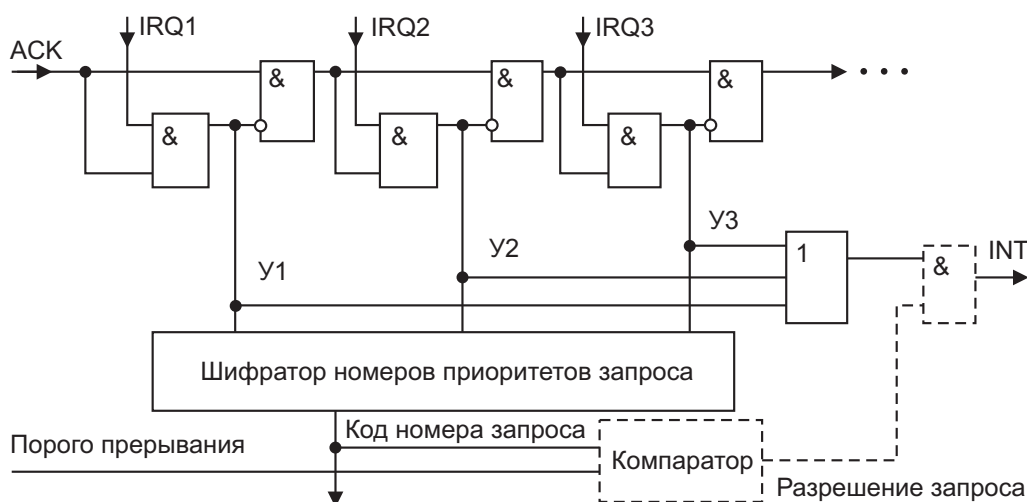 IRQ1
IRQ2
IRQ3
ACK
&
&
&
• • •
&
&
&
У1
У2
У3
1
&
INT
Шифратор номеров приоритетов запроса
Код номера запроса
Порого прерывания
Компаратор
Разрешение запроса